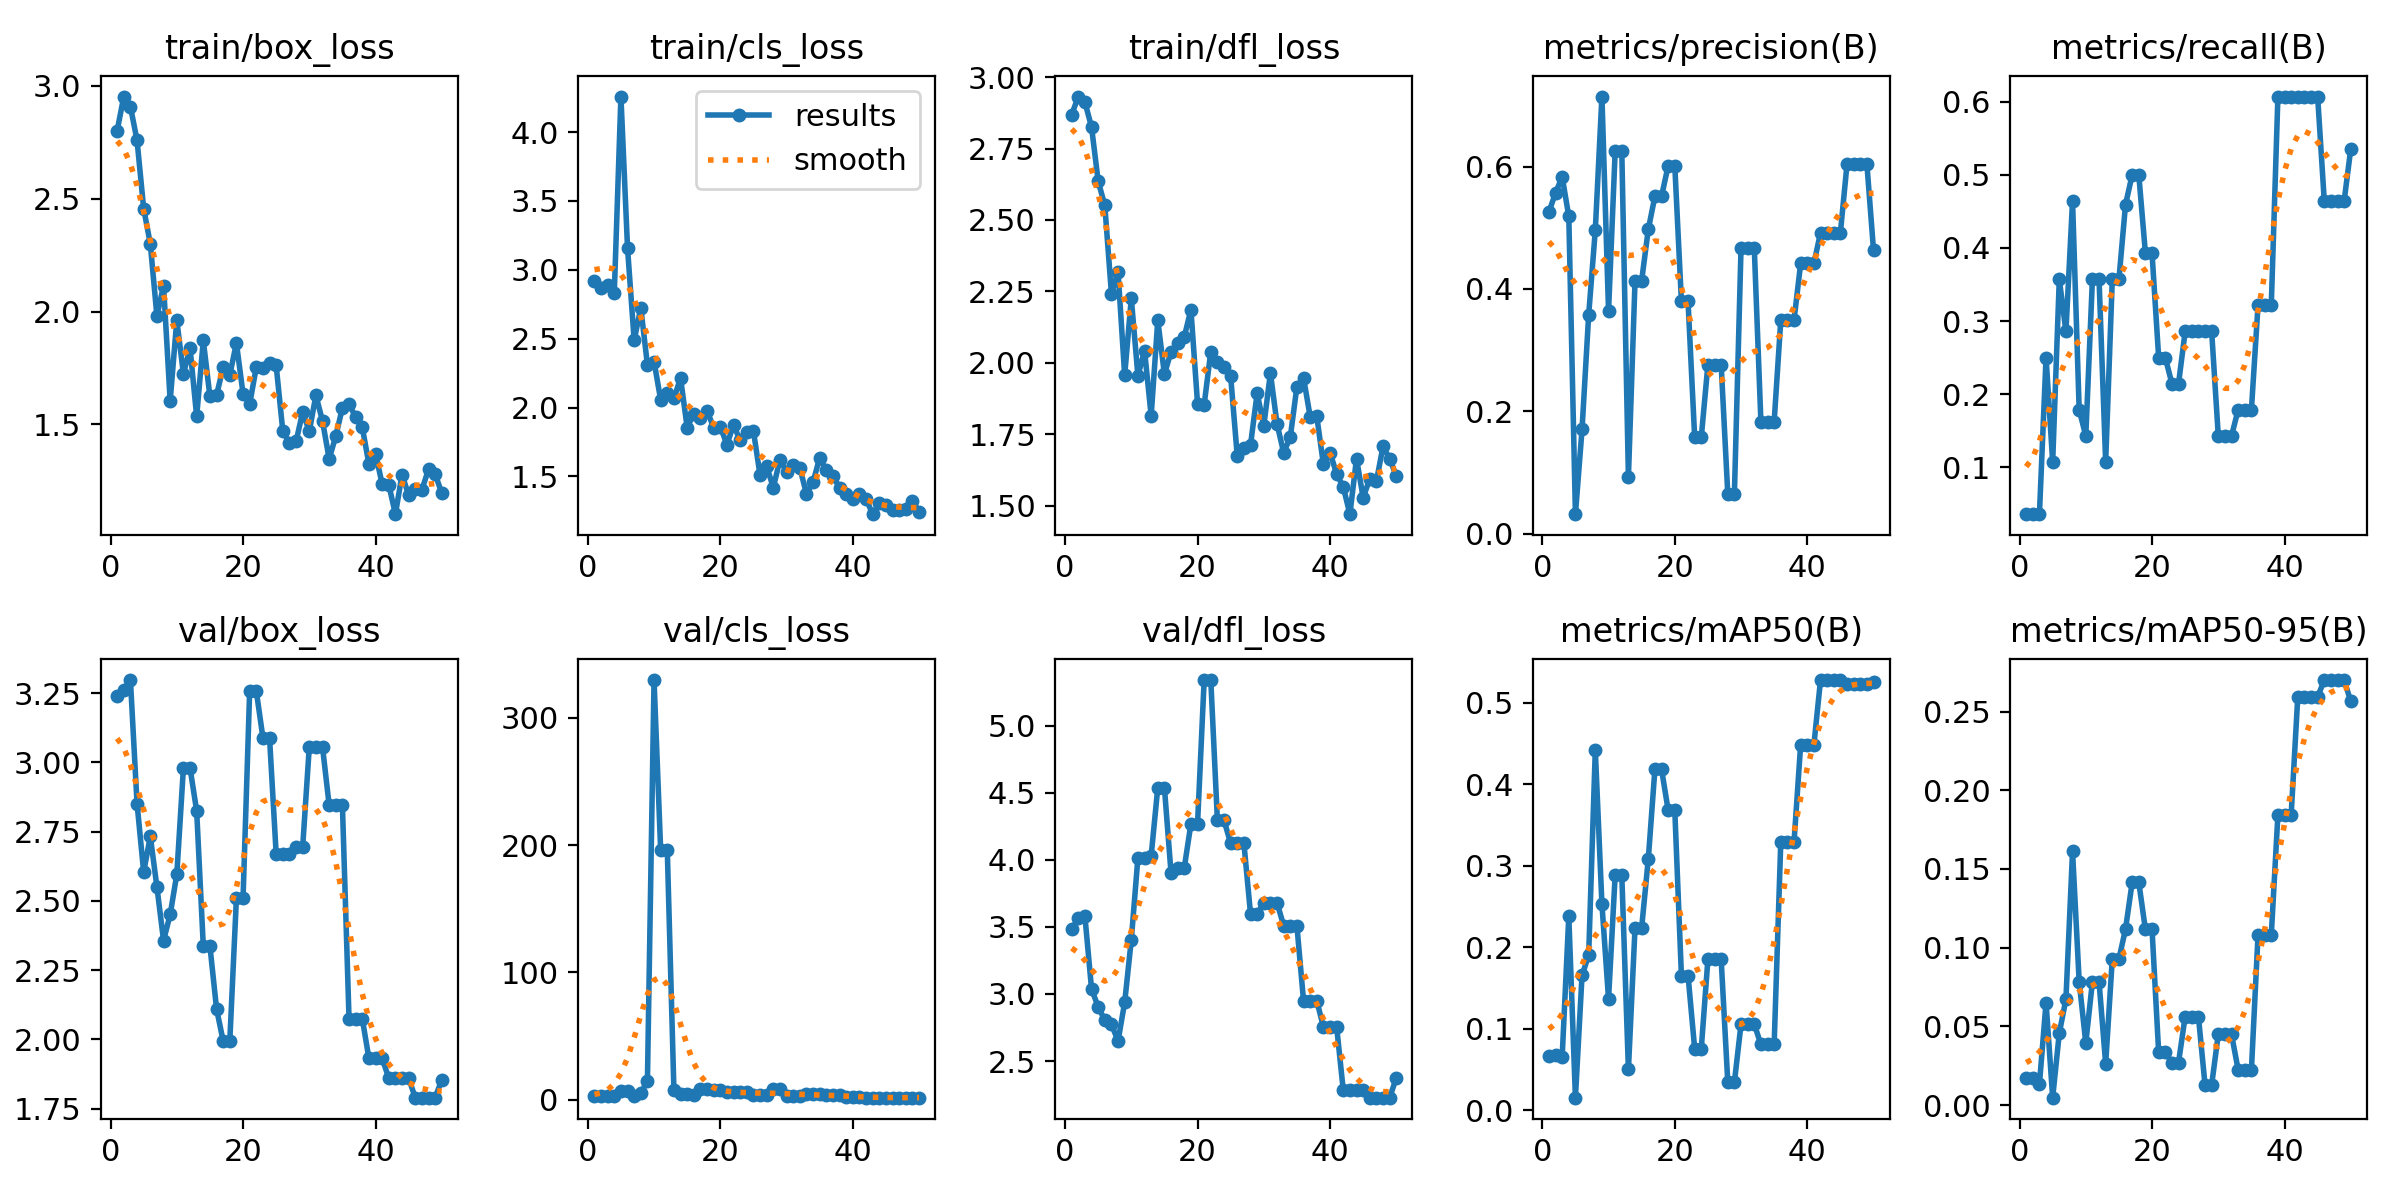 train/box_loss
train/cls_loss
train/dfl_loss
metrics/precision(B)
metrics/recall(B)
3.0
2.5
2.0
1.5
0 20 40
results
smooth
4.0
3.5
3.0
2.5
2.0
1.5
0 20 40
3.00
2.75
2.50
2.25
2.00
1.75
1.50
0 20 40
0.6
0.4
0.2
0.0
0 20 40
0.6
0.5
0.4
0.3
0.2
0.1
0 20 40
val/box_loss
val/cls_loss
val/dfl_loss
metrics/mAP50(B)
metrics/mAP50-95(B)
3.25
3.00
2.75
2.50
2.25
2.00
1.75
0 20 40
300
200
100
0
0 20 40
5.0
4.5
4.0
3.5
3.0
2.5
0 20 40
0.5
0.4
0.3
0.2
0.1
0.0
0 20 40
0.25
0.20
0.15
0.10
0.05
0.00
0 20 40